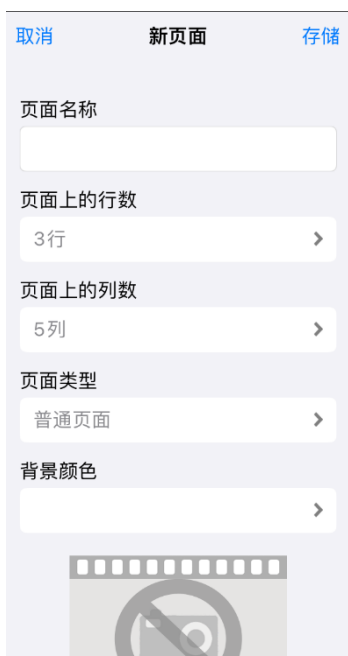 取消
新页面
存储
页面名称
页面上的行数
3行
页面上的列数
5列
页面类型
普通页面
背景颜色